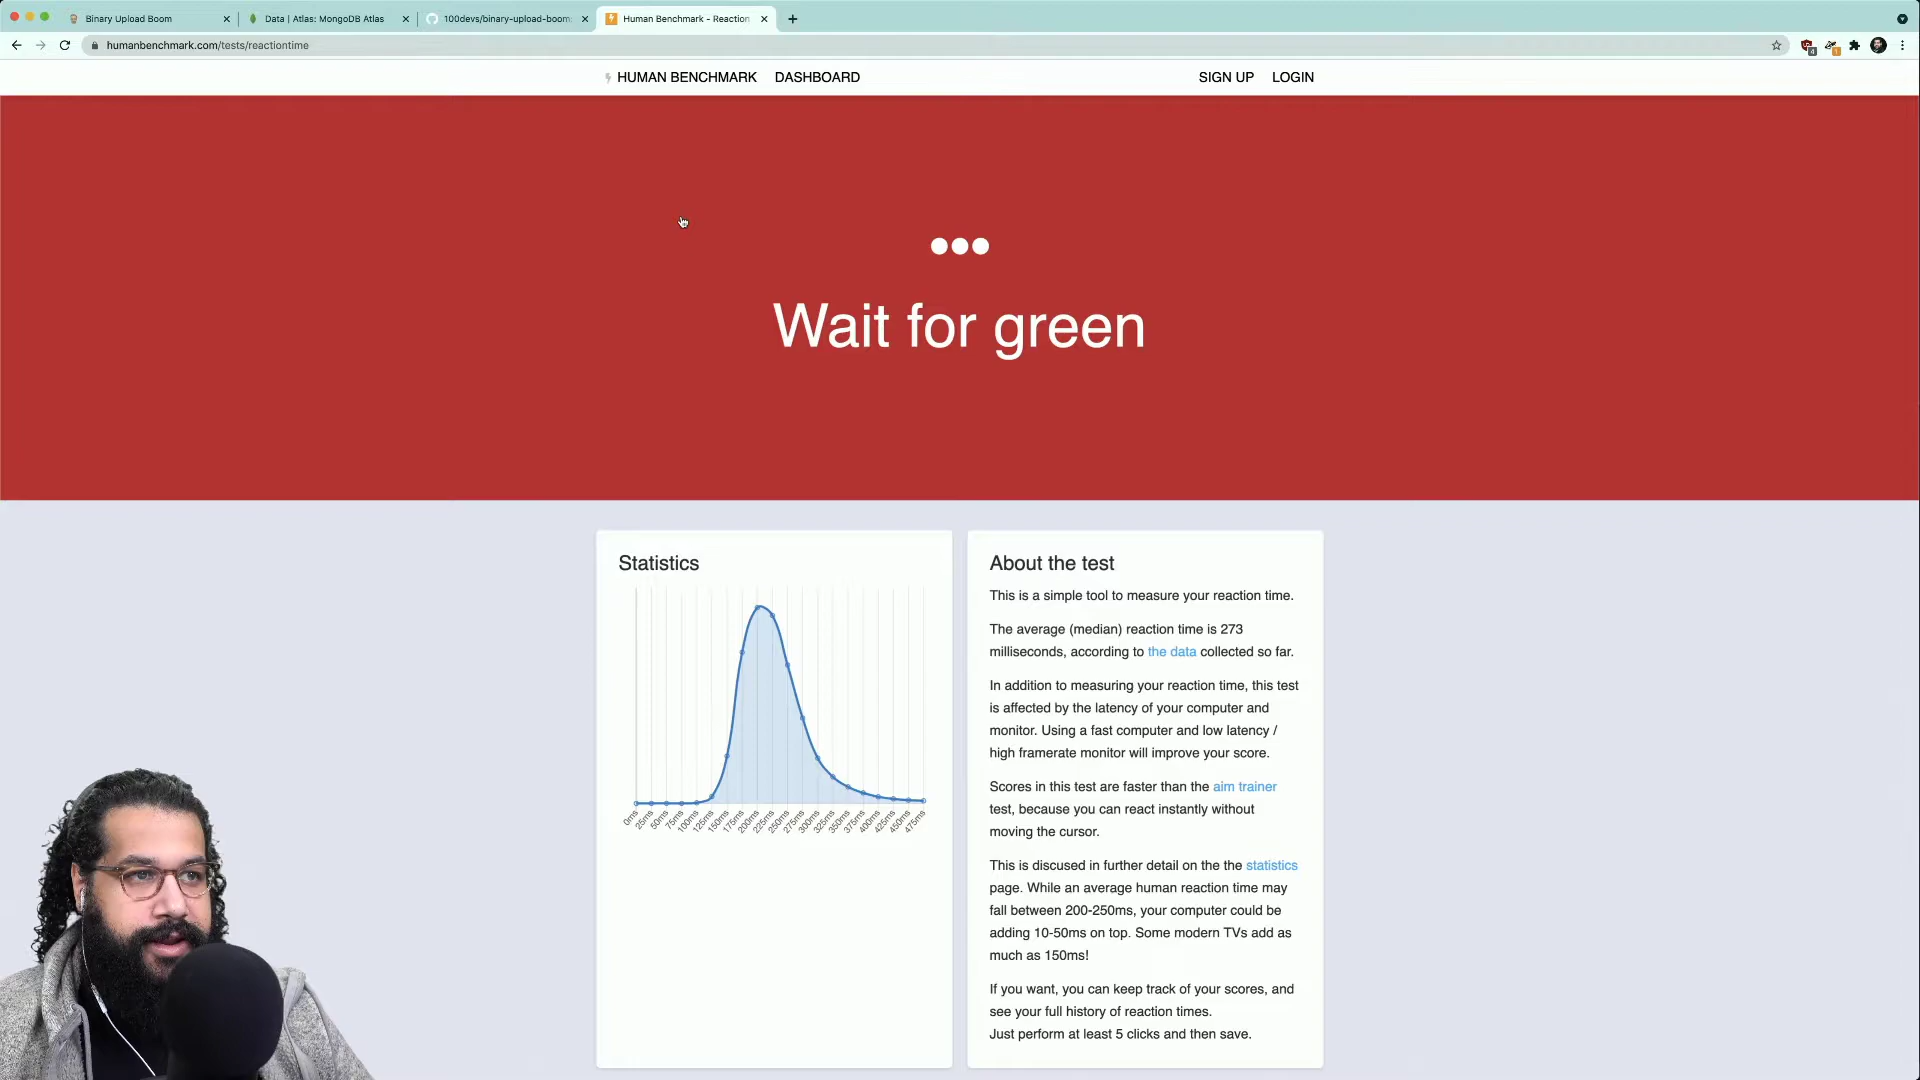 Binary Upload Boom
Data | Atlas: MongoDB Atlas
100devs/binary-upload-boom:
Human Benchmark - Reaction
humanbenchmark.com/tests/reactiontime
4
1
HUMAN BENCHMARK
DASHBOARD
SIGN UP
LOGIN
Wait for green
Statistics
0ms
25ms
50ms
75ms
100ms
125ms
150ms
175ms
200ms
225ms
250ms
275ms
300ms
325ms
350ms
375ms
400ms
425ms
450ms
475ms
About the test
This is a simple tool to measure your reaction time.
The average (median) reaction time is 273
milliseconds, according to the data collected so far.
In addition to measuring your reaction time, this test
is affected by the latency of your computer and
monitor. Using a fast computer and low latency /
high framerate monitor will improve your score.
Scores in this test are faster than the aim trainer
test, because you can react instantly without
moving the cursor.
This is discused in further detail on the the statistics
page. While an average human reaction time may
fall between 200-250ms, your computer could be
adding 10-50ms on top. Some modern TVs add as
much as 150ms!
If you want, you can keep track of your scores, and
see your full history of reaction times.
Just perform at least 5 clicks and then save.